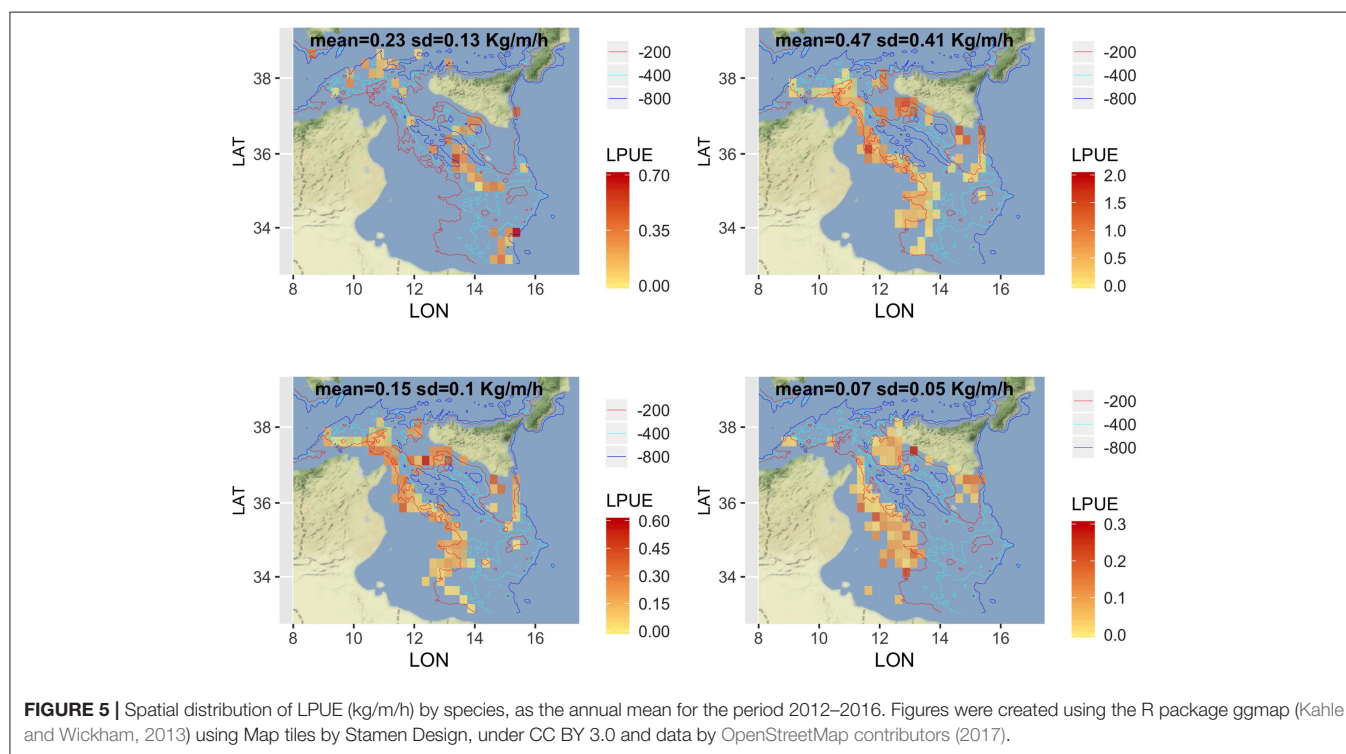 mean=0.23 sd=0.13 Kg/m/h
38
36
34
LAT
8 10 12 14 16
LON
-200
-400
-800
LPUE
0.70
0.35
0.00
mean=0.47 sd=0.41 Kg/m/h
38
36
34
LAT
8 10 12 14 16
LON
-200
-400
-800
LPUE
2.0
1.5
1.0
0.5
0.0
mean=0.15 sd=0.1 Kg/m/h
38
36
34
LAT
8 10 12 14 16
LON
-200
-400
-800
LPUE
0.60
0.45
0.30
0.15
0.00
mean=0.07 sd=0.05 Kg/m/h
38
36
34
LAT
8 10 12 14 16
LON
-200
-400
-800
LPUE
0.3
0.2
0.1
0.0
FIGURE 5 | Spatial distribution of LPUE (kg/m/h) by species, as the annual mean for the period 2012–2016. Figures were created using the R package ggmap (Kahle
and Wickham, 2013) using Map tiles by Stamen Design, under CC BY 3.0 and data by OpenStreetMap contributors (2017).